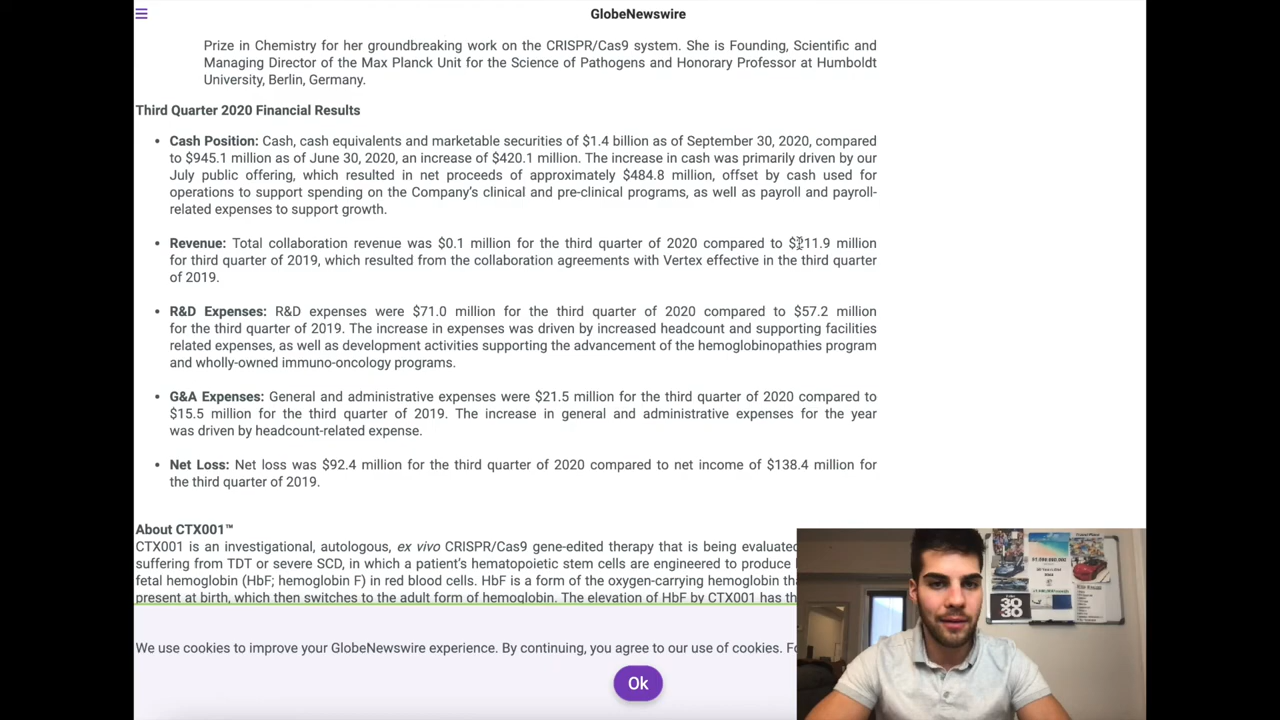 GlobeNewswire
Prize in Chemistry for her groundbreaking work on the CRISPR/Cas9 system. She is Founding, Scientific and
Managing Director of the Max Planck Unit for the Science of Pathogens and Honorary Professor at Humboldt
University, Berlin, Germany.
Third Quarter 2020 Financial Results
• Cash Position: Cash, cash equivalents and marketable securities of $1.4 billion as of September 30, 2020, compared
to $945.1 million as of June 30, 2020, an increase of $420.1 million. The increase in cash was primarily driven by our
July public offering, which resulted in net proceeds of approximately $484.8 million, offset by cash used for
operations to support spending on the Company's clinical and pre-clinical programs, as well as payroll and payroll-
related expenses to support growth.
• Revenue: Total collaboration revenue was $0.1 million for the third quarter of 2020 compared to $211.9 million
for third quarter of 2019, which resulted from the collaboration agreements with Vertex effective in the third quarter
of 2019.
• R&D Expenses: R&D expenses were $71.0 million for the third quarter of 2020 compared to $57.2 million
for the third quarter of 2019. The increase in expenses was driven by increased headcount and supporting facilities
related expenses, as well as development activities supporting the advancement of the hemoglobinopathies program
and wholly-owned immuno-oncology programs.
• G&A Expenses: General and administrative expenses were $21.5 million for the third quarter of 2020 compared to
$15.5 million for the third quarter of 2019. The increase in general and administrative expenses for the year
was driven by headcount-related expense.
• Net Loss: Net loss was $92.4 million for the third quarter of 2020 compared to net income of $138.4 million for
the third quarter of 2019.
About CTX001™
CTX001 is an investigational, autologous, ex vivo CRISPR/Cas9 gene-edited therapy that is being evaluated
suffering from TDT or severe SCD, in which a patient's hematopoietic stem cells are engineered to produce
fetal hemoglobin (HbF; hemoglobin F) in red blood cells. HbF is a form of the oxygen-carrying hemoglobin
present at birth, which then switches to the adult form of hemoglobin. The elevation of HbF by CTX001 has
We use cookies to improve your GlobeNewswire experience. By continuing, you agree to our use of cookies.
Ok
30
30